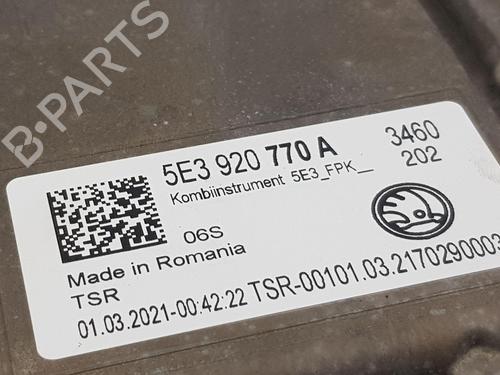 B·PARTS
5E3 920 770 A
3460
Kombiinstrument 5E3_FPK__
202
06S
Made in Romania
TSR
01.03.2021-00:42:22 TSR-00101.03.2170290003